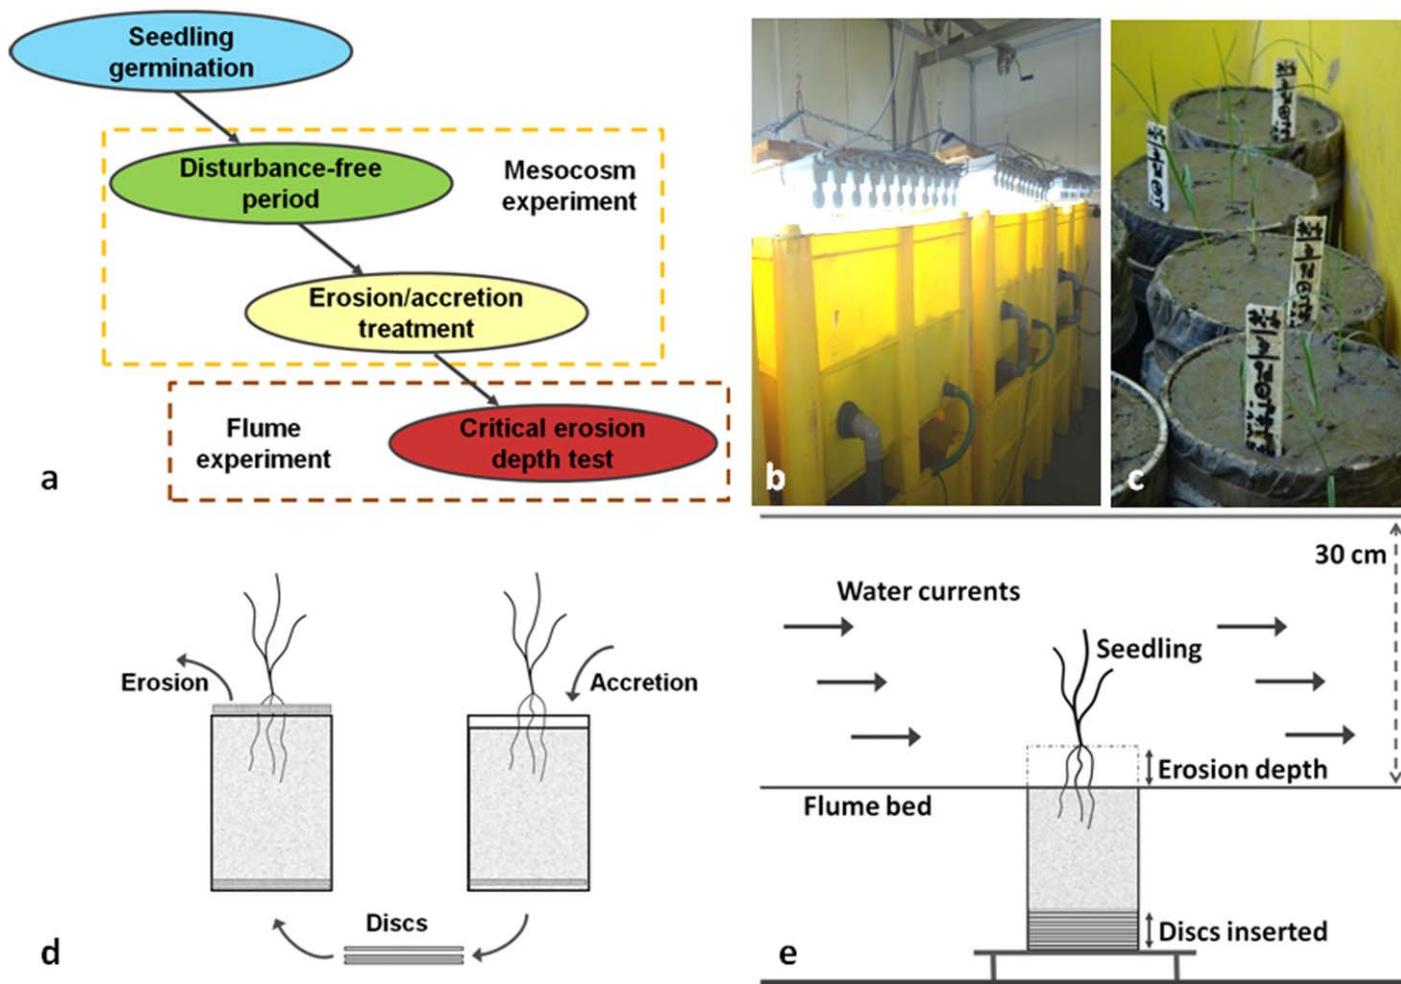 Seedling
germination
Disturbance-free
period
Mesocosm
experiment
Erosion/accretion
treatment
Flume
experiment
Critical erosion
depth test
a
b
c
Erosion
Accretion
Discs
d
30 cm
Water currents
Seedling
Erosion depth
Flume bed
Discs inserted
e